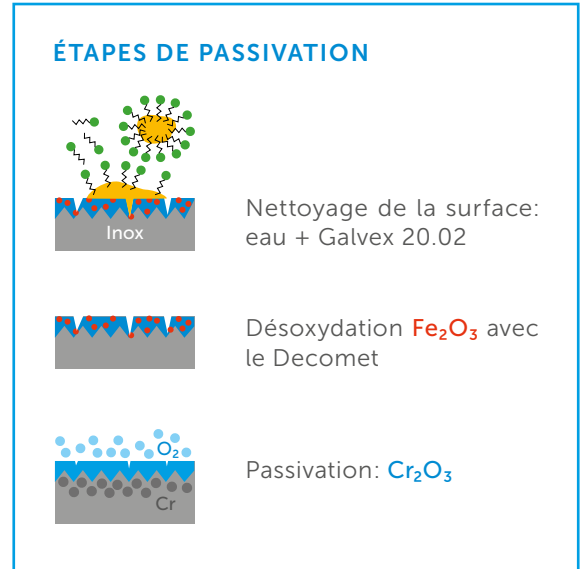 ÉTAPES DE PASSIVATION
Inox
Nettoyage de la surface:
eau + Galvex 20.02
Désoxydation Fe₂O₃ avec
le Decomet
O₂
Cr
Passivation: Cr₂O₃